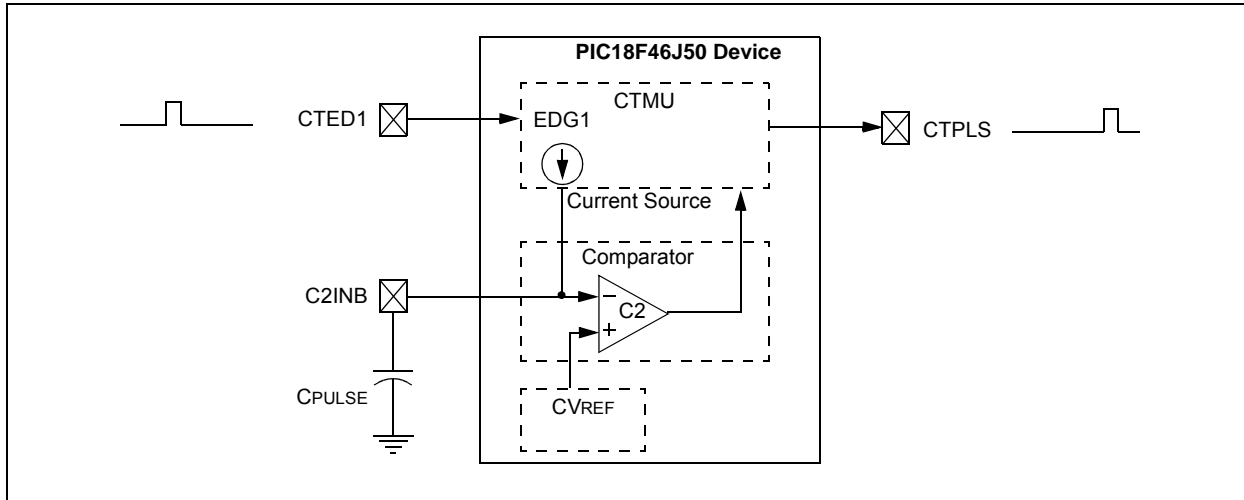 PIC18F46J50 Device
CTMU
CTED1
EDG1
CTPLS
Current Source
Comparator
C2INB
−
C2
+
CPULSE
CVREF